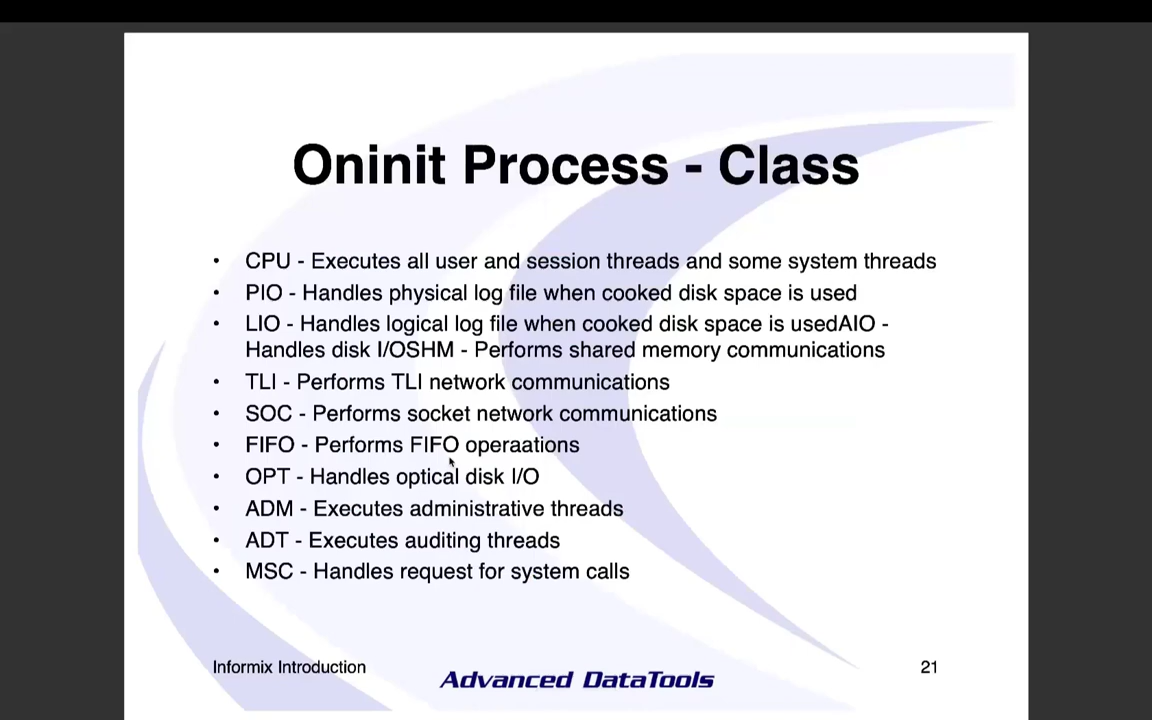 Oninit Process - Class
• CPU - Executes all user and session threads and some system threads
• PIO - Handles physical log file when cooked disk space is used
• LIO - Handles logical log file when cooked disk space is usedAIO -
Handles disk I/OSHM - Performs shared memory communications
• TLI - Performs TLI network communications
• SOC - Performs socket network communications
• FIFO - Performs FIFO operaations
• OPT - Handles optical disk I/O
• ADM - Executes administrative threads
• ADT - Executes auditing threads
• MSC - Handles request for system calls
Informix Introduction
Advanced DataTools
21